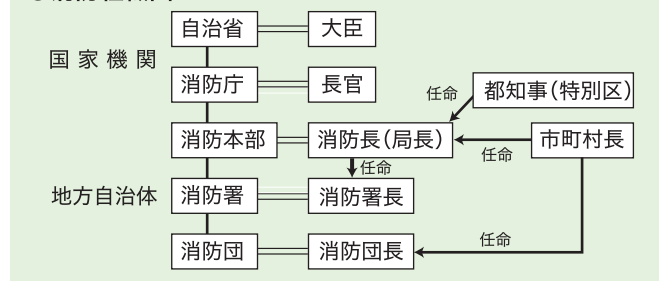 自治省 大臣
国家機関
消防庁 長官
任命 都知事(特別区)
消防本部 消防長(局長) 任命 市町村長
任命
地方自治体 消防署 消防署長
消防団 消防団長 任命